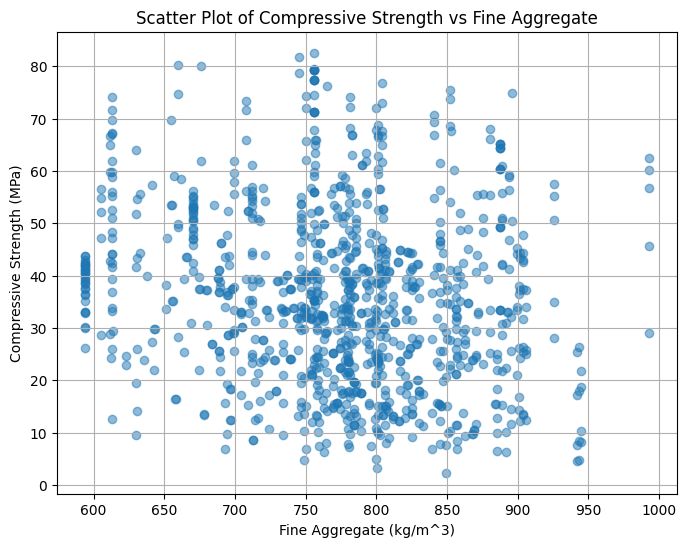 Scatter Plot of Compressive Strength vs Fine Aggregate
80
70
60
50
40
30
20
10
0
Compressive Strength (MPa)
600 650 700 750 800 850 900 950 1000
Fine Aggregate (kg/m^3)